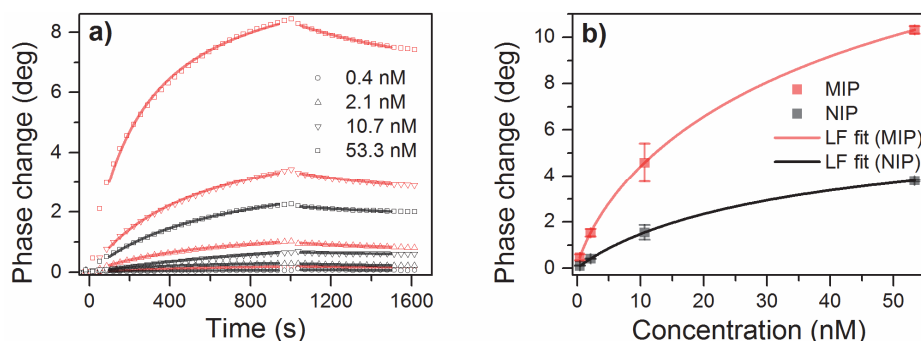 a)
Phase change (deg)
8
6
4
2
0
0.4 nM
2.1 nM
10.7 nM
53.3 nM
0 400 800 1200 1600
Time (s)
b)
Phase change (deg)
10
8
6
4
2
0
MIP
NIP
LF fit (MIP)
LF fit (NIP)
0 10 20 30 40 50
Concentration (nM)